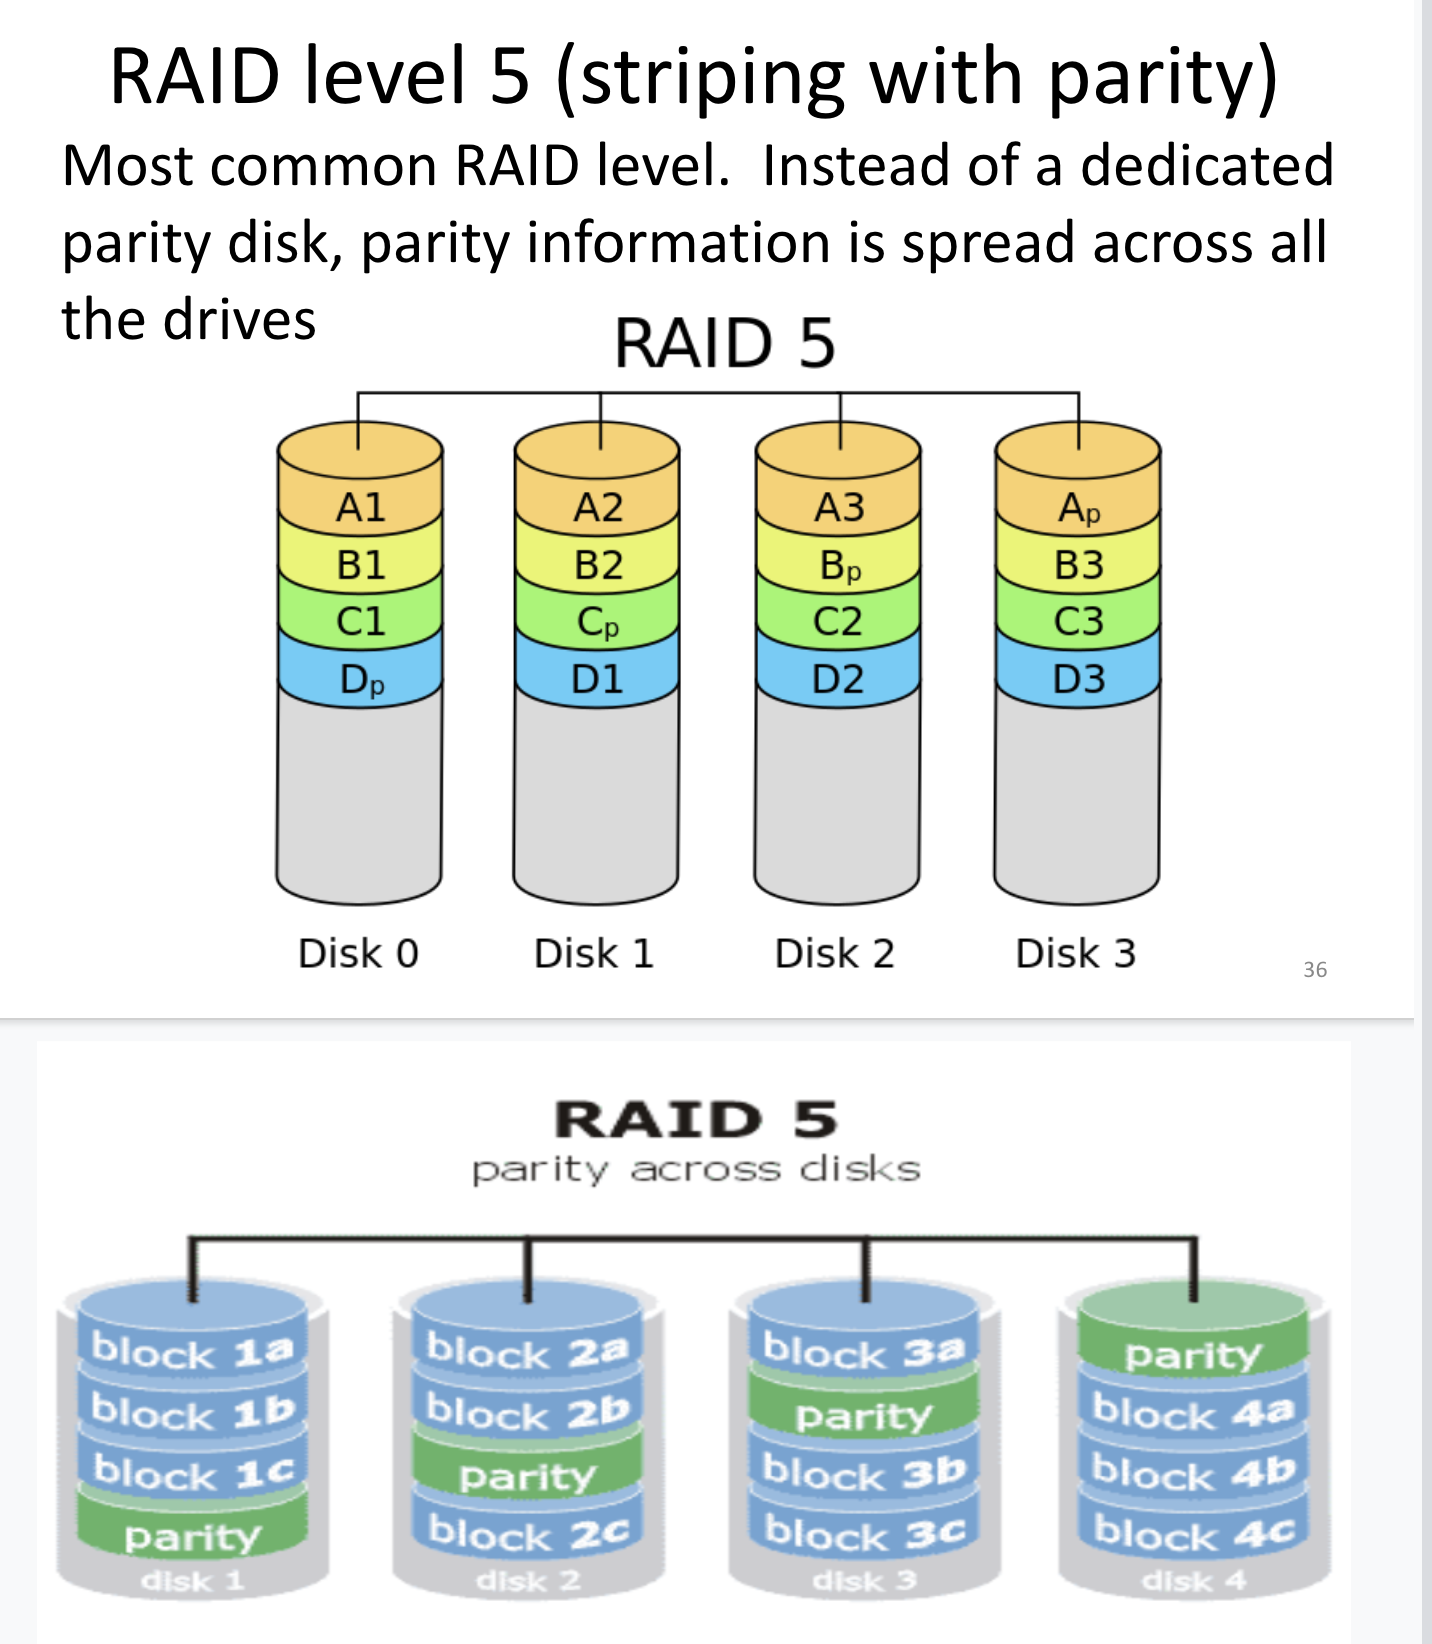 RAID level 5 (striping with parity)
Most common RAID level.  Instead of a dedicated
parity disk, parity information is spread across all
the drives
RAID 5
A1 A2 A3 Ap
B1 B2 Bp B3
C1 Cp C2 C3
Dp D1 D2 D3
Disk 0 Disk 1 Disk 2 Disk 3
36
RAID 5
parity across disks
block 1a block 2a block 3a parity
block 1b block 2b parity block 4a
block 1c parity block 3b block 4b
parity block 2c block 3c block 4c
disk 1 disk 2 disk 3 disk 4